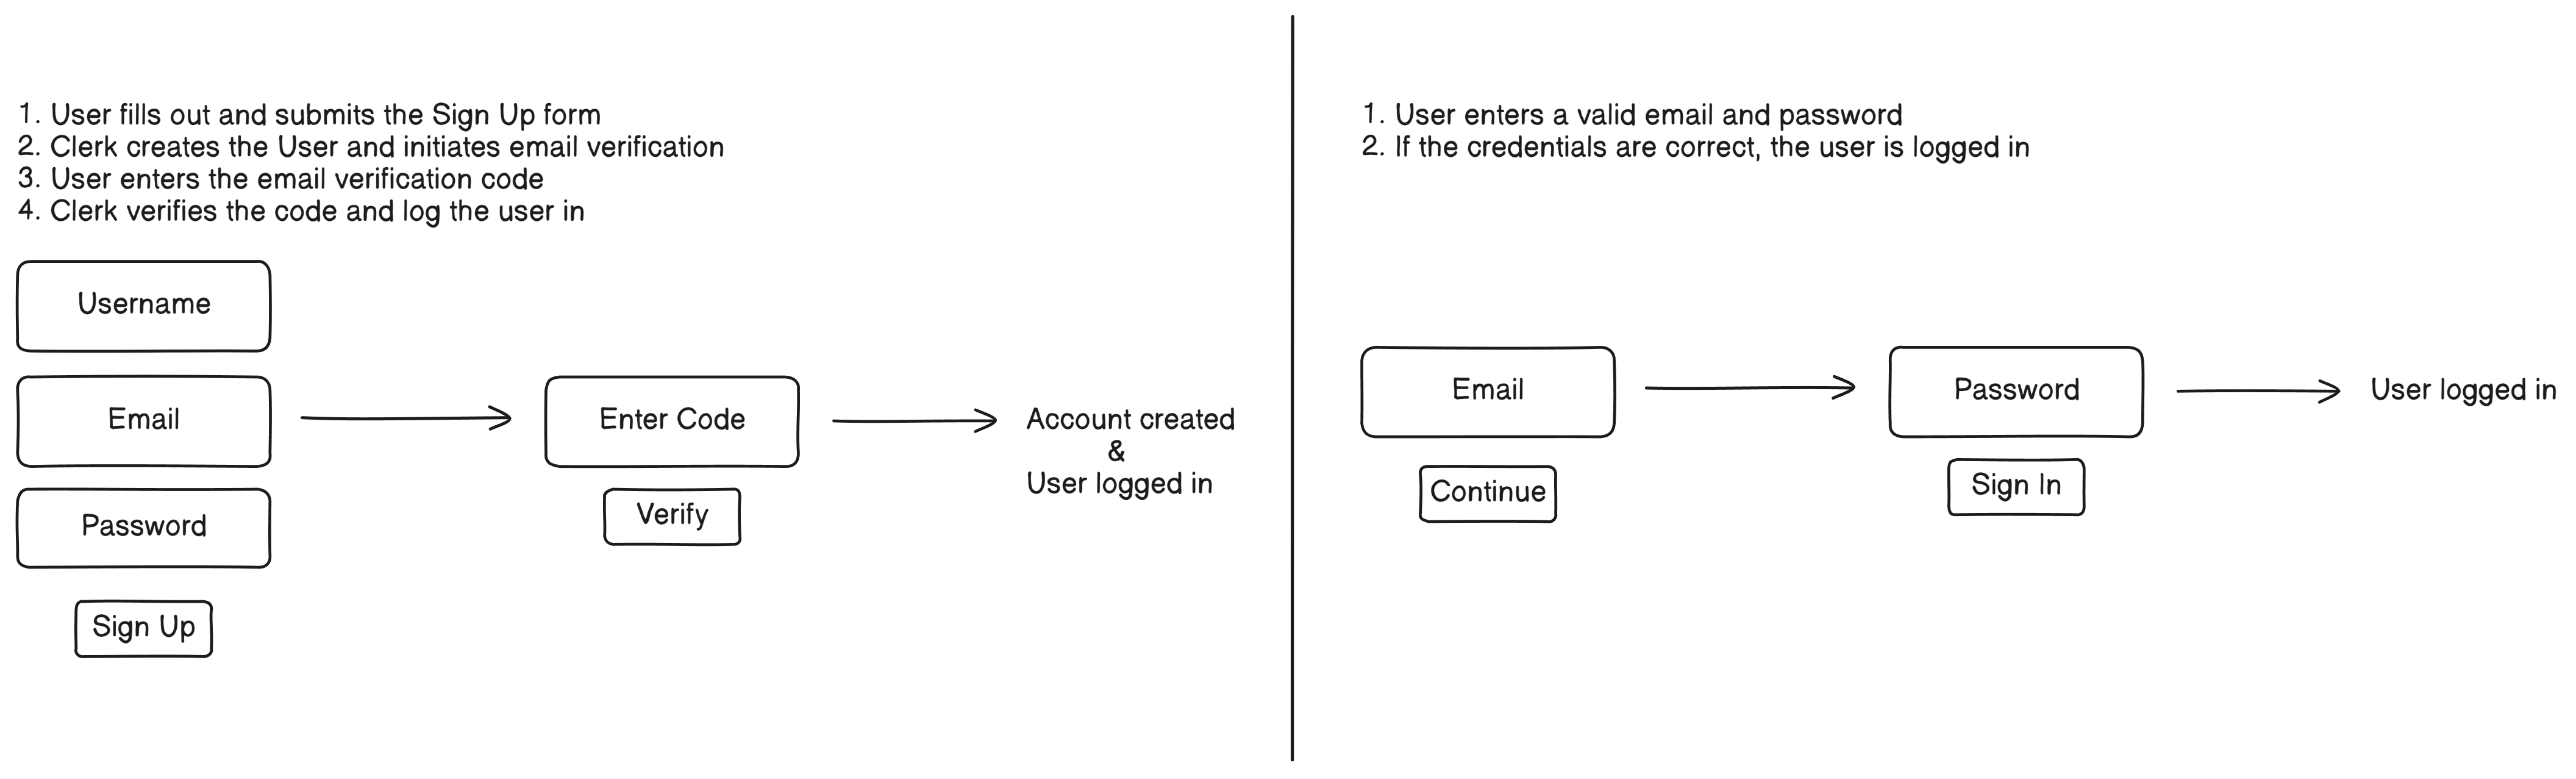 1. User fills out and submits the Sign Up form
2. Clerk creates the User and initiates email verification
3. User enters the email verification code
4. Clerk verifies the code and log the user in
Username
Email
Password
Sign Up
Enter Code
Verify
Account created
&
User logged in
1. User enters a valid email and password
2. If the credentials are correct, the user is logged in
Email
Continue
Password
Sign In
User logged in